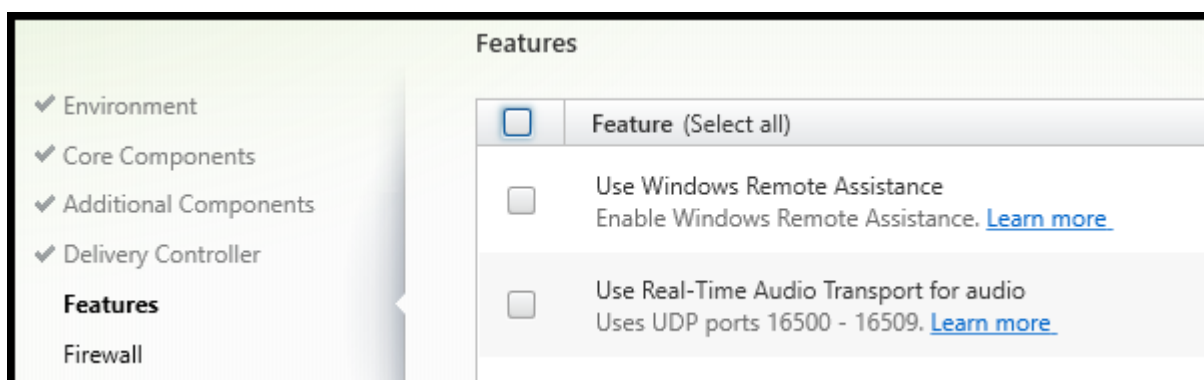 Features
Environment
Core Components
Additional Components
Delivery Controller
Features
Firewall
Feature (Select all)
Use Windows Remote Assistance
Enable Windows Remote Assistance. Learn more
Use Real-Time Audio Transport for audio
Uses UDP ports 16500 - 16509. Learn more